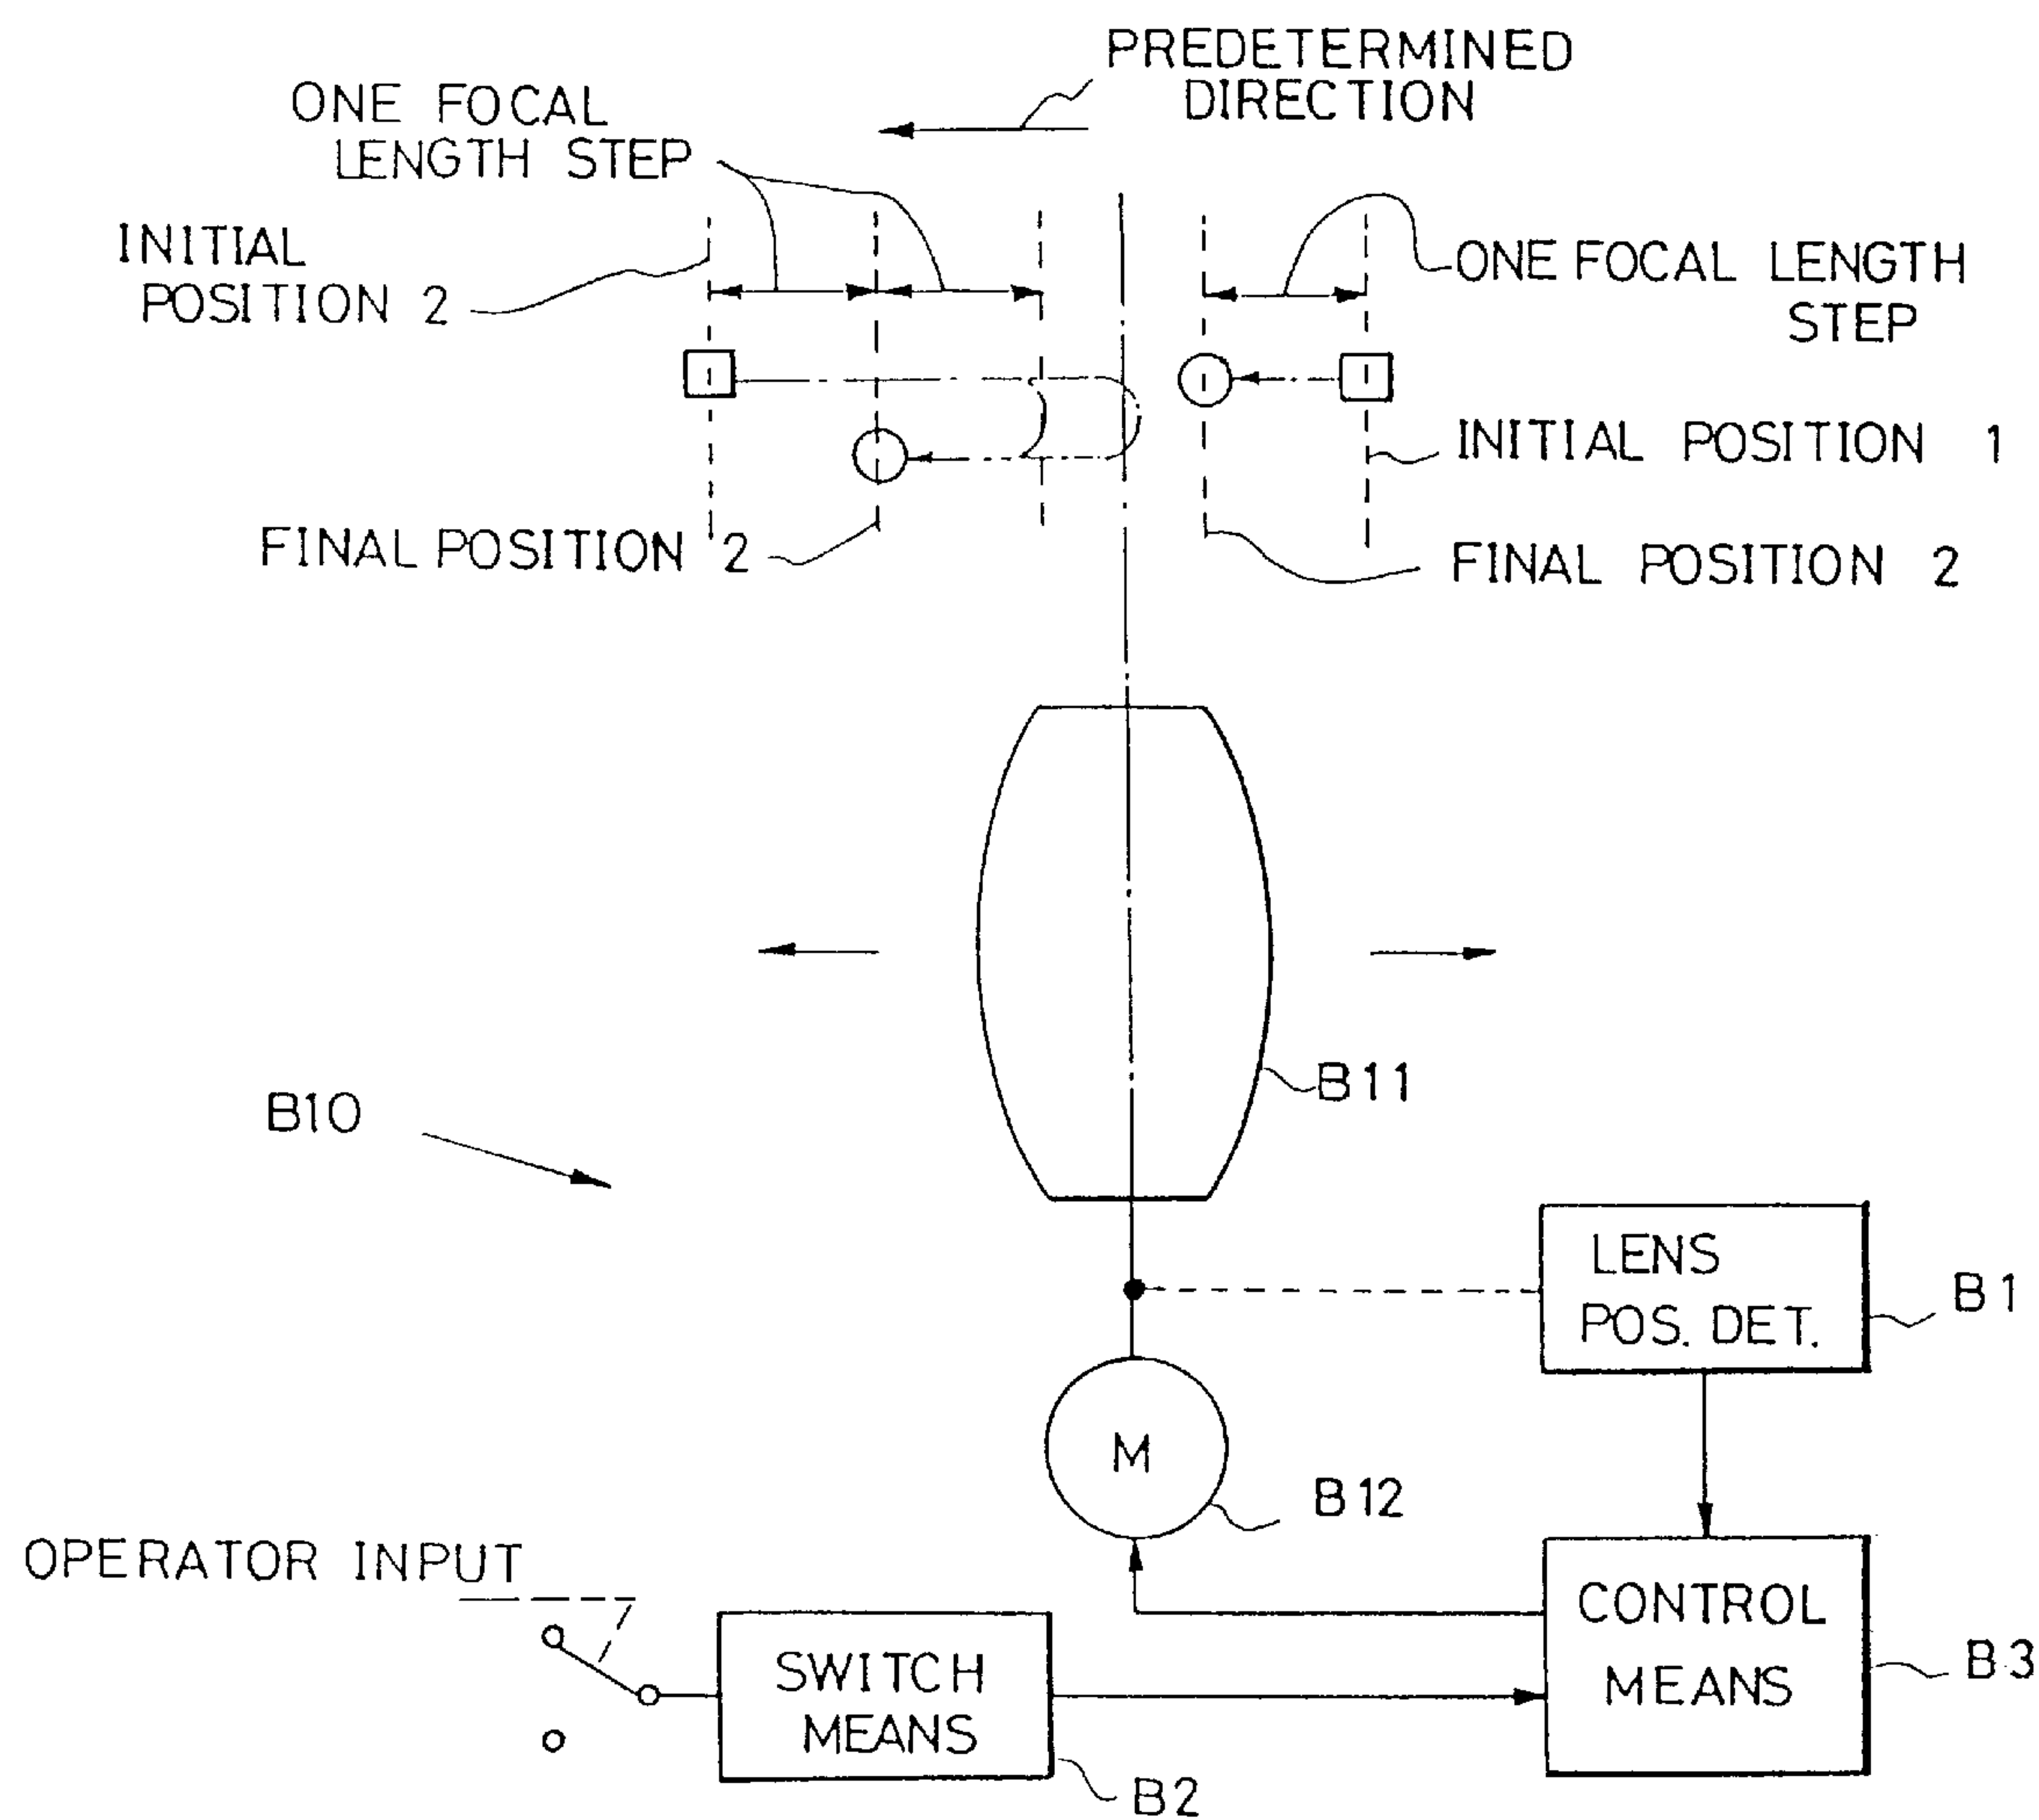 PREDETERMINED
DIRECTION
ONE FOCAL
LENGTH STEP
INITIAL
POSITION 2
ONE FOCAL LENGTH
STEP
INITIAL POSITION 1
FINAL POSITION 2
FINAL POSITION 2
B11
B10
LENS
POS. DET.
B1
M
B12
OPERATOR INPUT
CONTROL
MEANS
B3
SWITCH
MEANS
B2